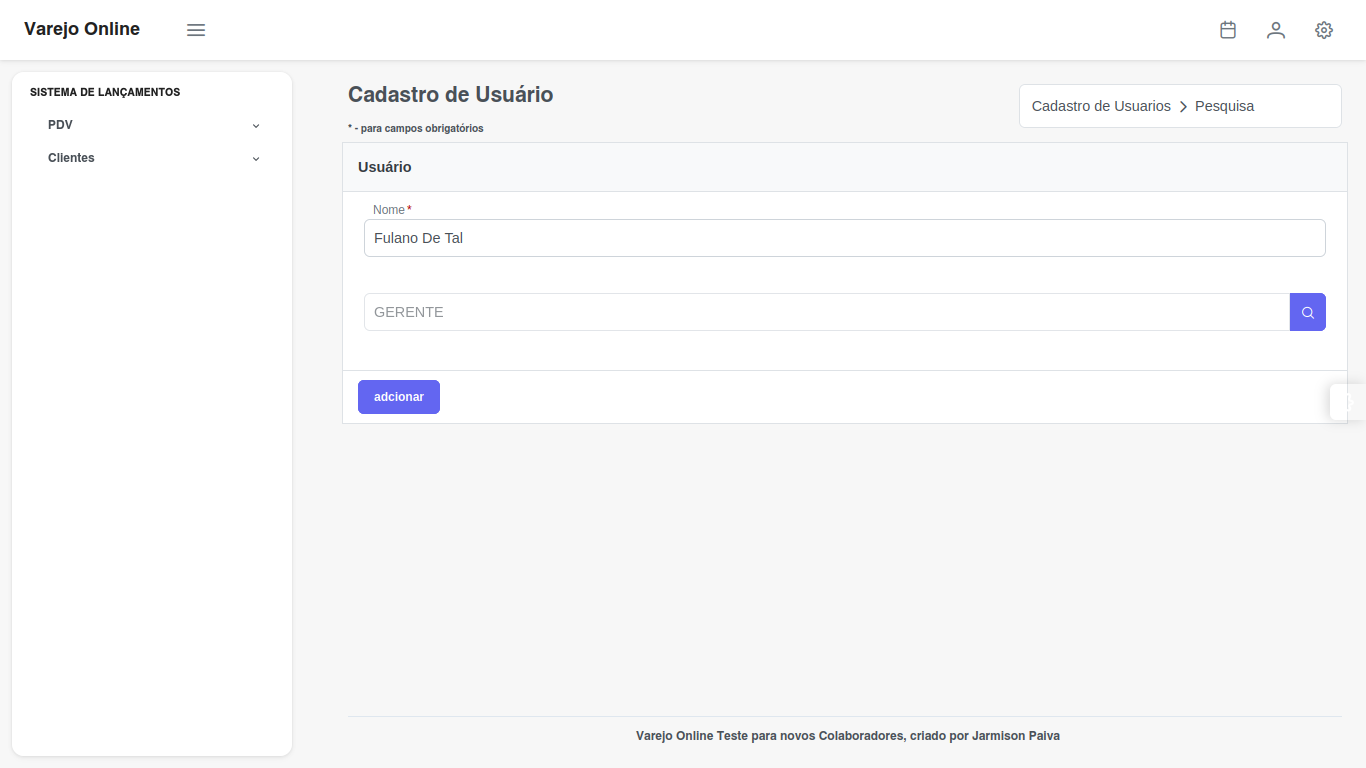 Varejo Online
SISTEMA DE LANÇAMENTOS
PDV
Clientes
Cadastro de Usuário
* - para campos obrigatórios
Cadastro de Usuarios > Pesquisa
Usuário
Nome*
Fulano De Tal
GERENTE
adcionar
Varejo Online Teste para novos Colaboradores, criado por Jarmison Paiva